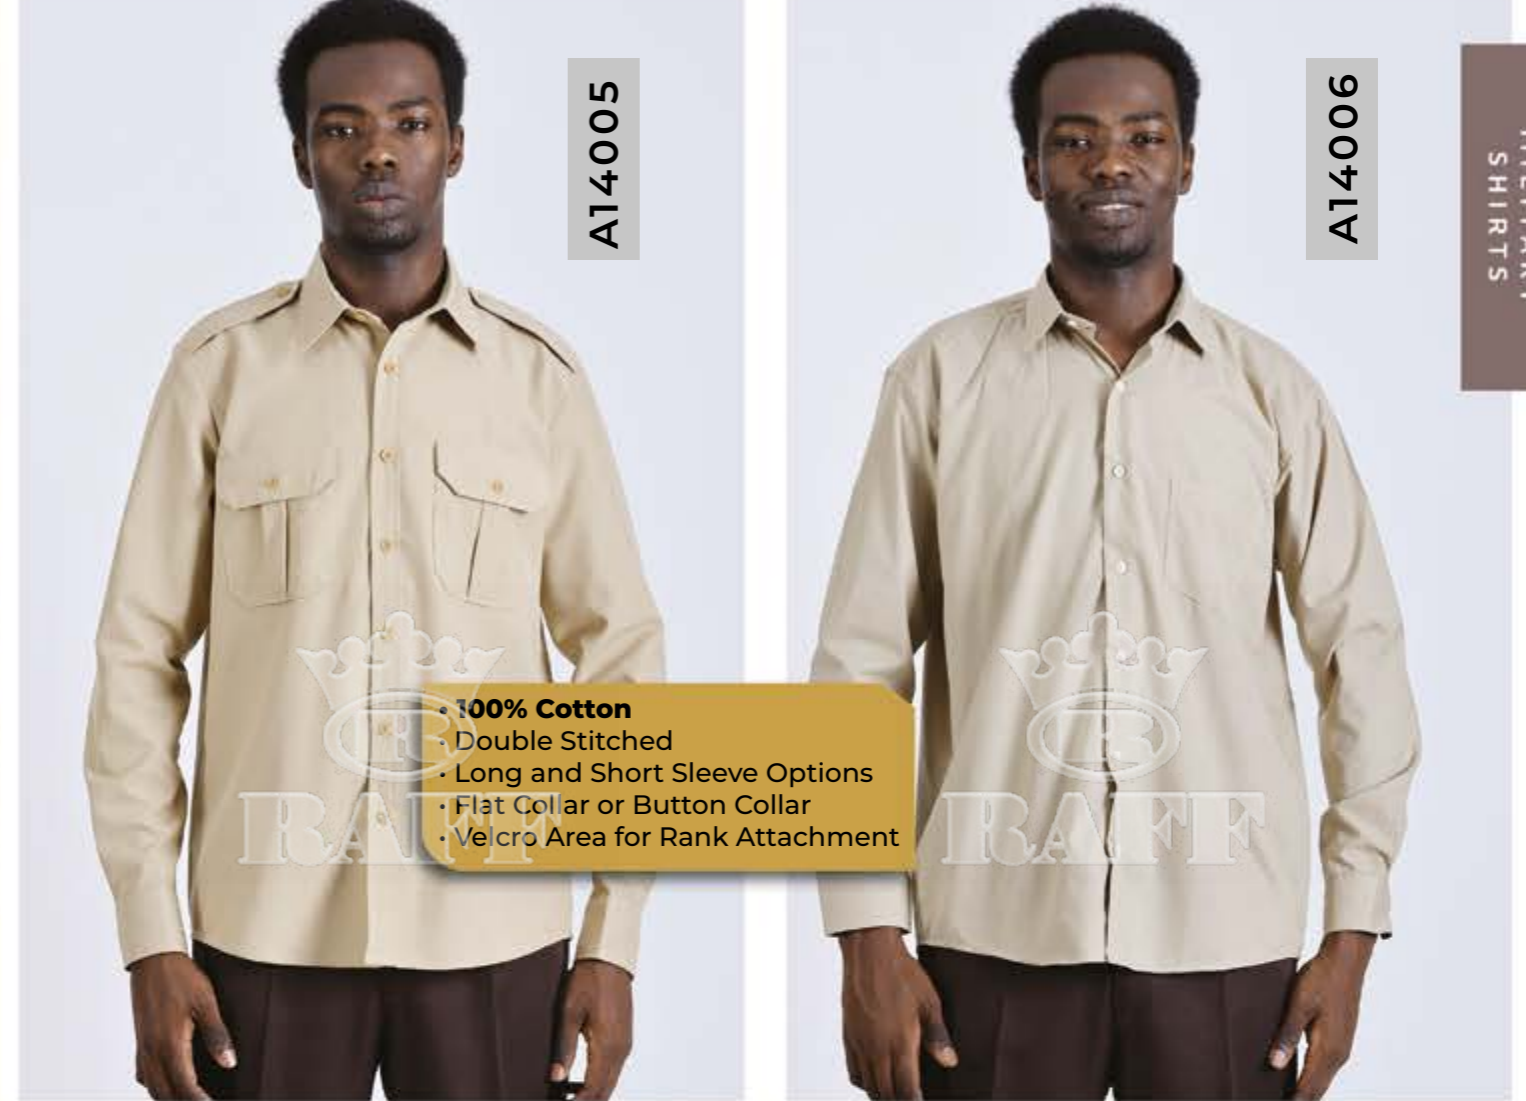 A14005
A14006
SHIRTS
• 100% Cotton
• Double Stitched
• Long and Short Sleeve Options
• Flat Collar or Button Collar
• Velcro Area for Rank Attachment
R
RAFF
R
RAFF